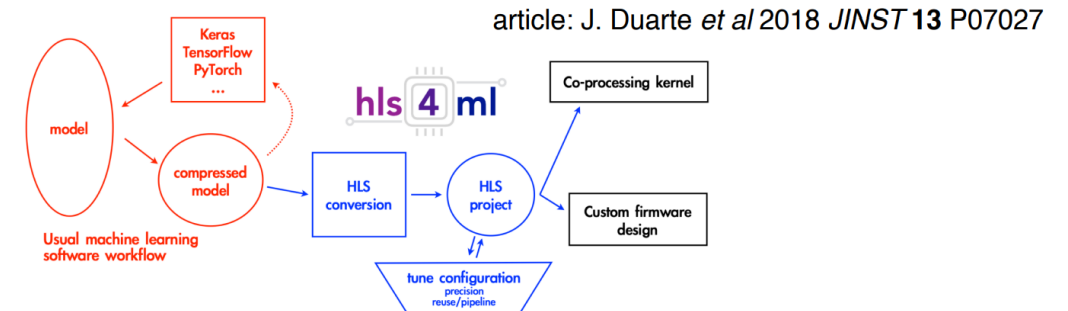 article: J. Duarte et al 2018 JINST 13 P07027
Keras
TensorFlow
PyTorch
...
model
compressed
model
Usual machine learning
software workflow
hls 4 ml
HLS
conversion
HLS
project
tune configuration
precision
reuse/pipeline
Co-processing kernel
Custom firmware
design